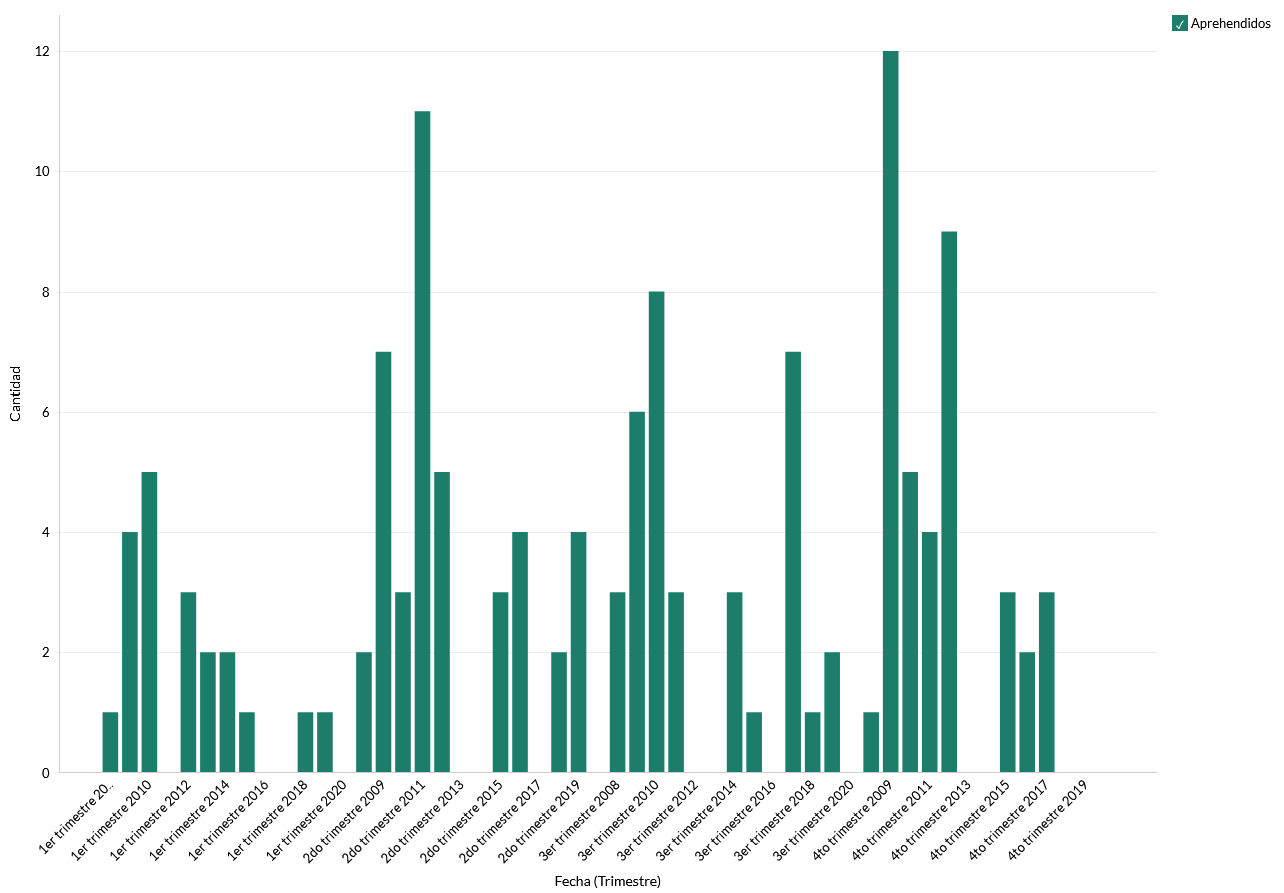 Aprehendidos
12
10
8
6
4
2
0
Cantidad
1er trimestre 20..
1er trimestre 2010
1er trimestre 2012
1er trimestre 2014
1er trimestre 2016
1er trimestre 2018
1er trimestre 2020
2do trimestre 2009
2do trimestre 2011
2do trimestre 2013
2do trimestre 2015
2do trimestre 2017
2do trimestre 2019
3er trimestre 2008
3er trimestre 2010
3er trimestre 2012
3er trimestre 2014
3er trimestre 2016
3er trimestre 2018
3er trimestre 2020
4to trimestre 2009
4to trimestre 2011
4to trimestre 2013
4to trimestre 2015
4to trimestre 2017
4to trimestre 2019
Fecha (Trimestre)